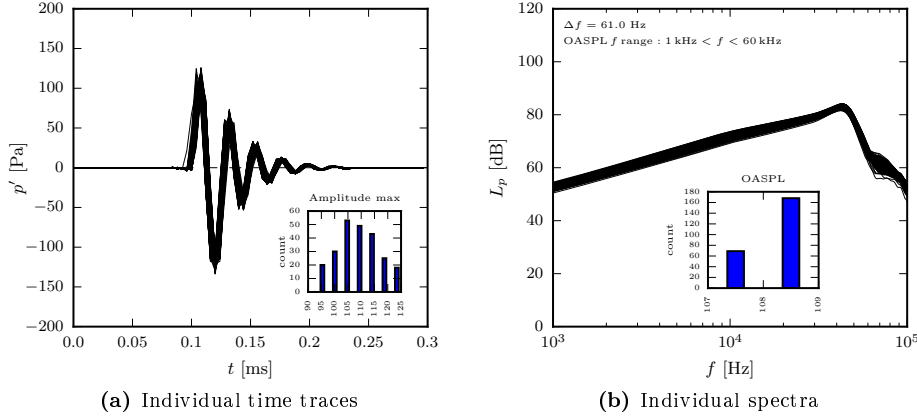 200
150
100
50
0
−50
−100
−150
−200
p′ [Pa]
0.0 0.05 0.1 0.15 0.2 0.25 0.3
t [ms]
Amplitude max
60
50
40
30
20
10
0
count
90 95 100 105 110 115 120 125
(a) Individual time traces
120
100
80
60
40
20
0
Lp [dB]
Δf = 61.0 Hz
OASPL f range : 1 kHz < f < 60 kHz
OASPL
180
160
140
120
100
80
60
40
20
0
count
107 108 109
10³ 10⁴ 10⁵
f [Hz]
(b) Individual spectra